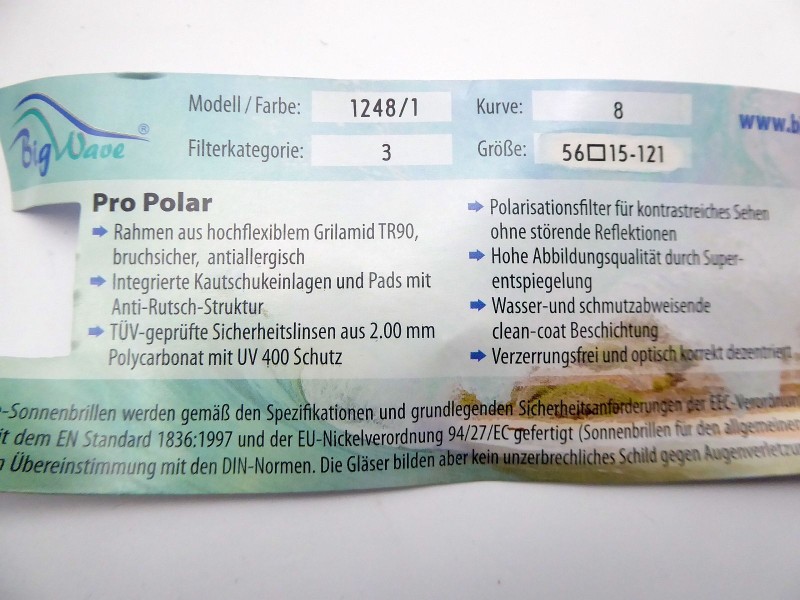 BigWave®
Modell / Farbe: 1248/1 Kurve: 8 www.b
Filterkategorie: 3 Größe: 56□15-121
Pro Polar
➔ Rahmen aus hochflexiblem Grilamid TR90,
bruchsicher, antiallergisch
➔ Integrierte Kautschukeinlagen und Pads mit
Anti-Rutsch-Struktur
➔ TÜV-geprüfte Sicherheitslinsen aus 2.00 mm
Polycarbonat mit UV 400 Schutz
➔ Polarisationsfilter für kontrastreiches Sehen
ohne störende Reflektionen
➔ Hohe Abbildungsqualität durch Super-
entspiegelung
➔ Wasser-und schmutzabweisende
clean-coat Beschichtung
➔ Verzerrungsfrei und optisch korrekt dezentriert
-Sonnenbrillen werden gemäß den Spezifikationen und grundlegenden Sicherheitsanforderungen der EEC-Verordnun
it dem EN Standard 1836:1997 und der EU-Nickelverordnung 94/27/EC gefertigt (Sonnenbrillen für den allgemeinen
n Übereinstimmung mit den DIN-Normen. Die Gläser bilden aber kein unzerbrechliches Schild gegen Augenverletzu